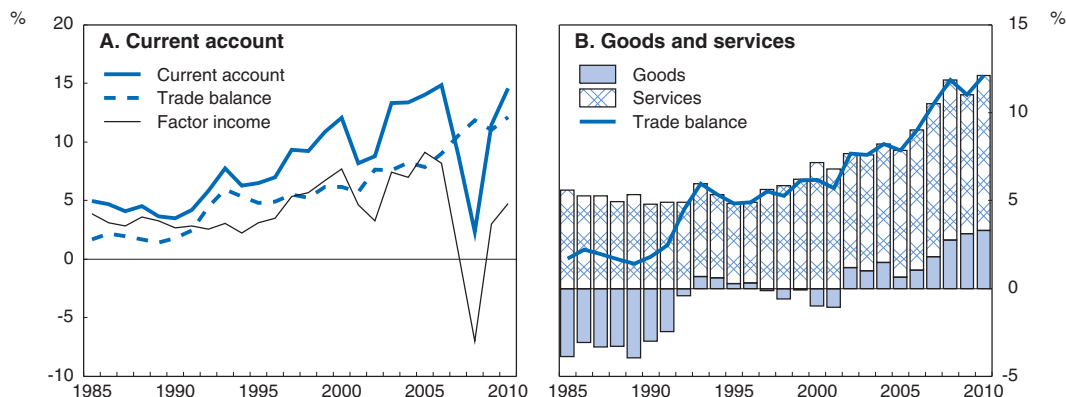 %
20
A. Current account
15
Current account
Trade balance
Factor income
10
5
0
-5
-10
1985 1990 1995 2000 2005 2010
%
15
B. Goods and services
Goods
Services
Trade balance
10
5
0
-5
1985 1990 1995 2000 2005 2010